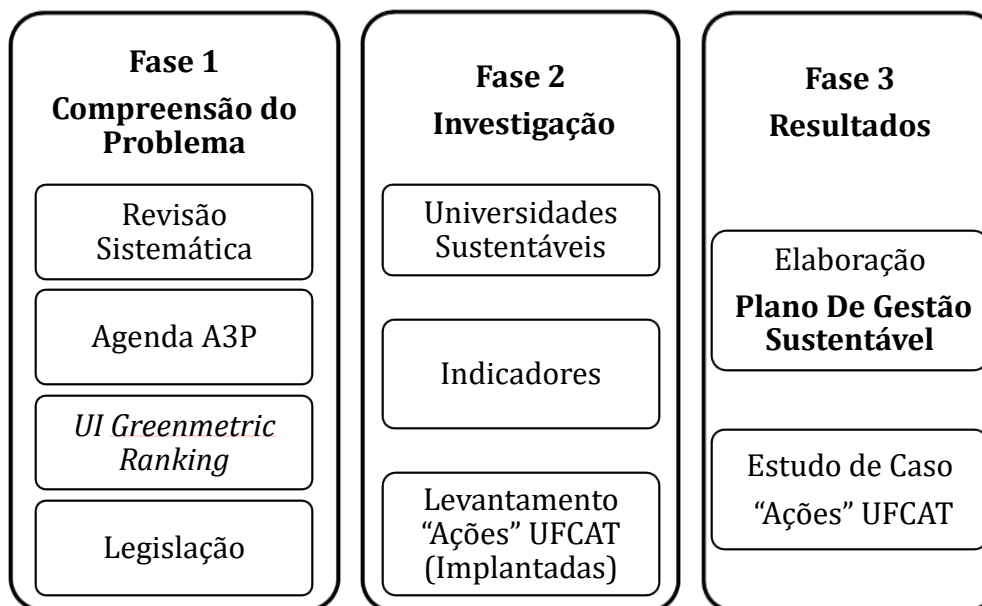 Fase 1
Compreensão do
Problema
Revisão
Sistemática
Agenda A3P
UI Greenmetric
Ranking
Legislação
Fase 2
Investigação
Universidades
Sustentáveis
Indicadores
Levantamento
“Ações” UFCAT
(Implantadas)
Fase 3
Resultados
Elaboração
Plano De Gestão
Sustentável
Estudo de Caso
“Ações” UFCAT